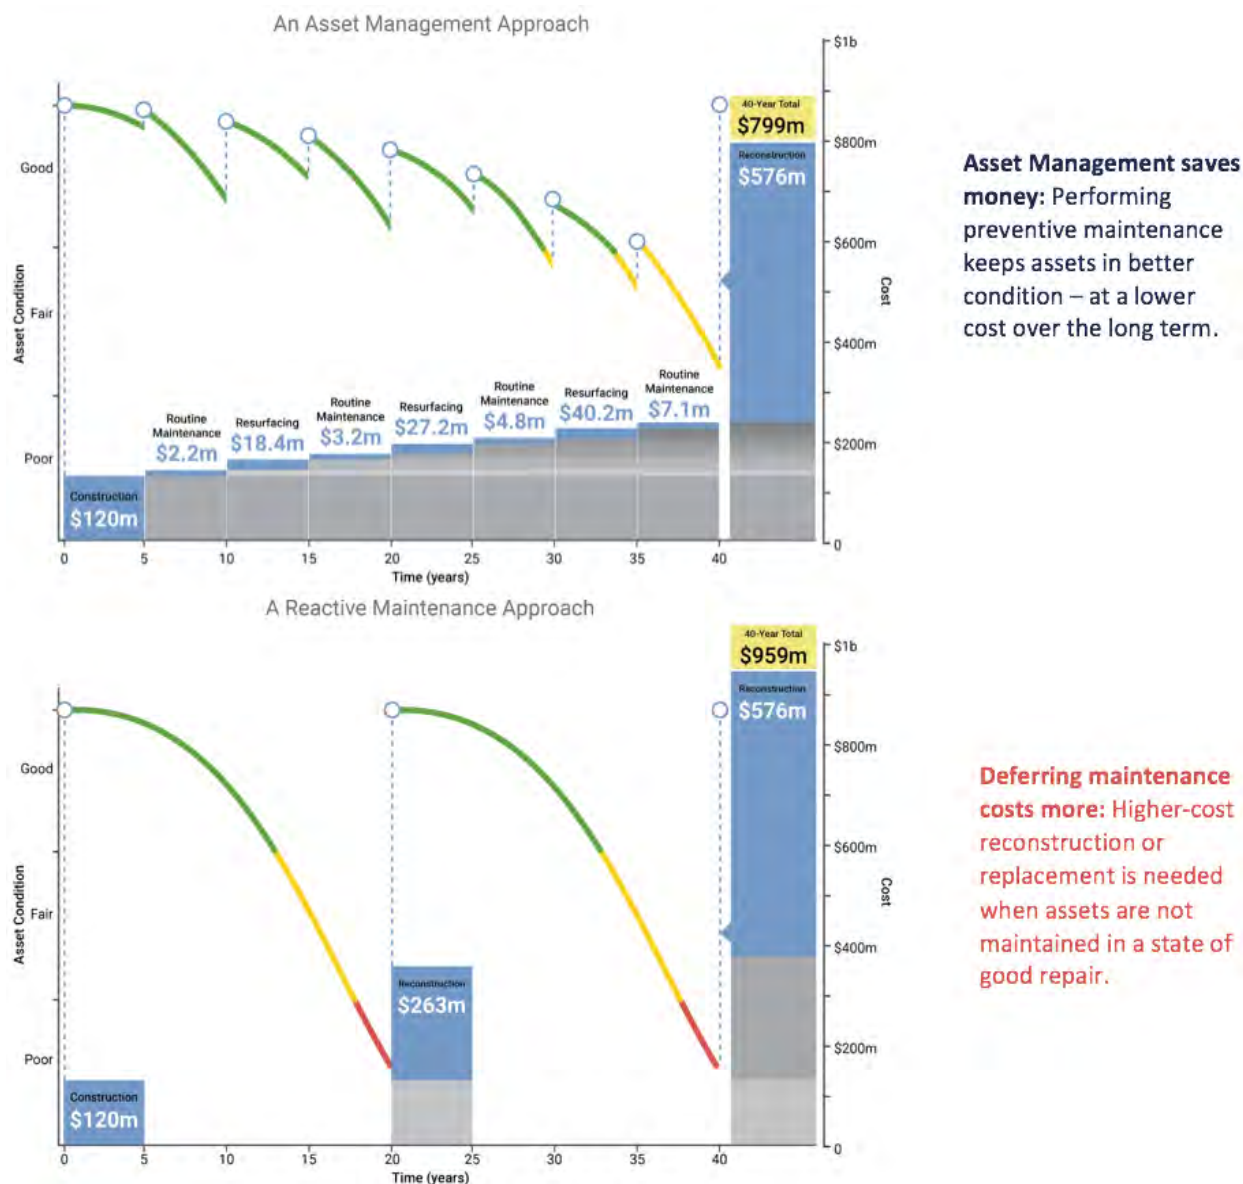 An Asset Management Approach
$1b
40-Year Total
$799m
$800m
Reconstruction
$576m
Good
$600m
Asset Condition
Cost
Fair
$400m
Routine
Maintenance
$2.2m
Resurfacing
$18.4m
Routine
Maintenance
$3.2m
Resurfacing
$27.2m
Routine
Maintenance
$4.8m
Resurfacing
$40.2m
Routine
Maintenance
$7.1m
$200m
Poor
Construction
$120m
0
0 5 10 15 20 25 30 35 40
Time (years)
Asset Management saves
money: Performing
preventive maintenance
keeps assets in better
condition – at a lower
cost over the long term.
A Reactive Maintenance Approach
40-Year Total
$959m
$1b
Reconstruction
$576m
$800m
Good
$600m
Asset Condition
Cost
Fair
$400m
Reconstruction
$263m
$200m
Poor
Construction
$120m
0
0 5 10 15 20 25 30 35 40
Time (years)
Deferring maintenance
costs more: Higher-cost
reconstruction or
replacement is needed
when assets are not
maintained in a state of
good repair.